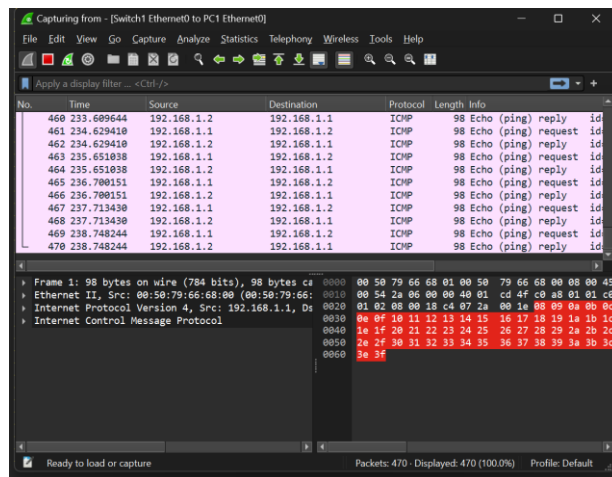 Capturing from - [Switch1 Ethernet0 to PC1 Ethernet0]
File Edit View Go Capture Analyze Statistics Telephony Wireless Tools Help
Apply a display filter ... <Ctrl-/>
No. Time Source Destination Protocol Length Info
460 233.609644 192.168.1.2 192.168.1.1 ICMP 98 Echo (ping) reply id
461 234.629410 192.168.1.1 192.168.1.2 ICMP 98 Echo (ping) request id
462 234.629410 192.168.1.2 192.168.1.1 ICMP 98 Echo (ping) reply id
463 235.651038 192.168.1.1 192.168.1.2 ICMP 98 Echo (ping) request id
464 235.651038 192.168.1.2 192.168.1.1 ICMP 98 Echo (ping) reply id
465 236.700151 192.168.1.1 192.168.1.2 ICMP 98 Echo (ping) request id
466 236.700151 192.168.1.2 192.168.1.1 ICMP 98 Echo (ping) reply id
467 237.713430 192.168.1.1 192.168.1.2 ICMP 98 Echo (ping) request id
468 237.713430 192.168.1.2 192.168.1.1 ICMP 98 Echo (ping) reply id
469 238.748244 192.168.1.1 192.168.1.2 ICMP 98 Echo (ping) request id
470 238.748244 192.168.1.2 192.168.1.1 ICMP 98 Echo (ping) reply id
Frame 1: 98 bytes on wire (784 bits), 98 bytes ca
Ethernet II, Src: 00:50:79:66:68:00 (00:50:79:66:
Internet Protocol Version 4, Src: 192.168.1.1, Ds
Internet Control Message Protocol
0000 00 50 79 66 68 01 00 50 79 66 68 00 08 00 45
0010 00 54 2a 06 00 00 40 01 cd 4f c0 a8 01 01 c0
0020 01 02 08 00 18 c4 07 2a 00 1e 08 09 0a 0b 0c
0030 0e 0f 10 11 12 13 14 15 16 17 18 19 1a 1b 1c
0040 1e 1f 20 21 22 23 24 25 26 27 28 29 2a 2b 2c
0050 2e 2f 30 31 32 33 34 35 36 37 38 39 3a 3b 3c
0060 3e 3f
Ready to load or capture
Packets: 470 · Displayed: 470 (100.0%)
Profile: Default